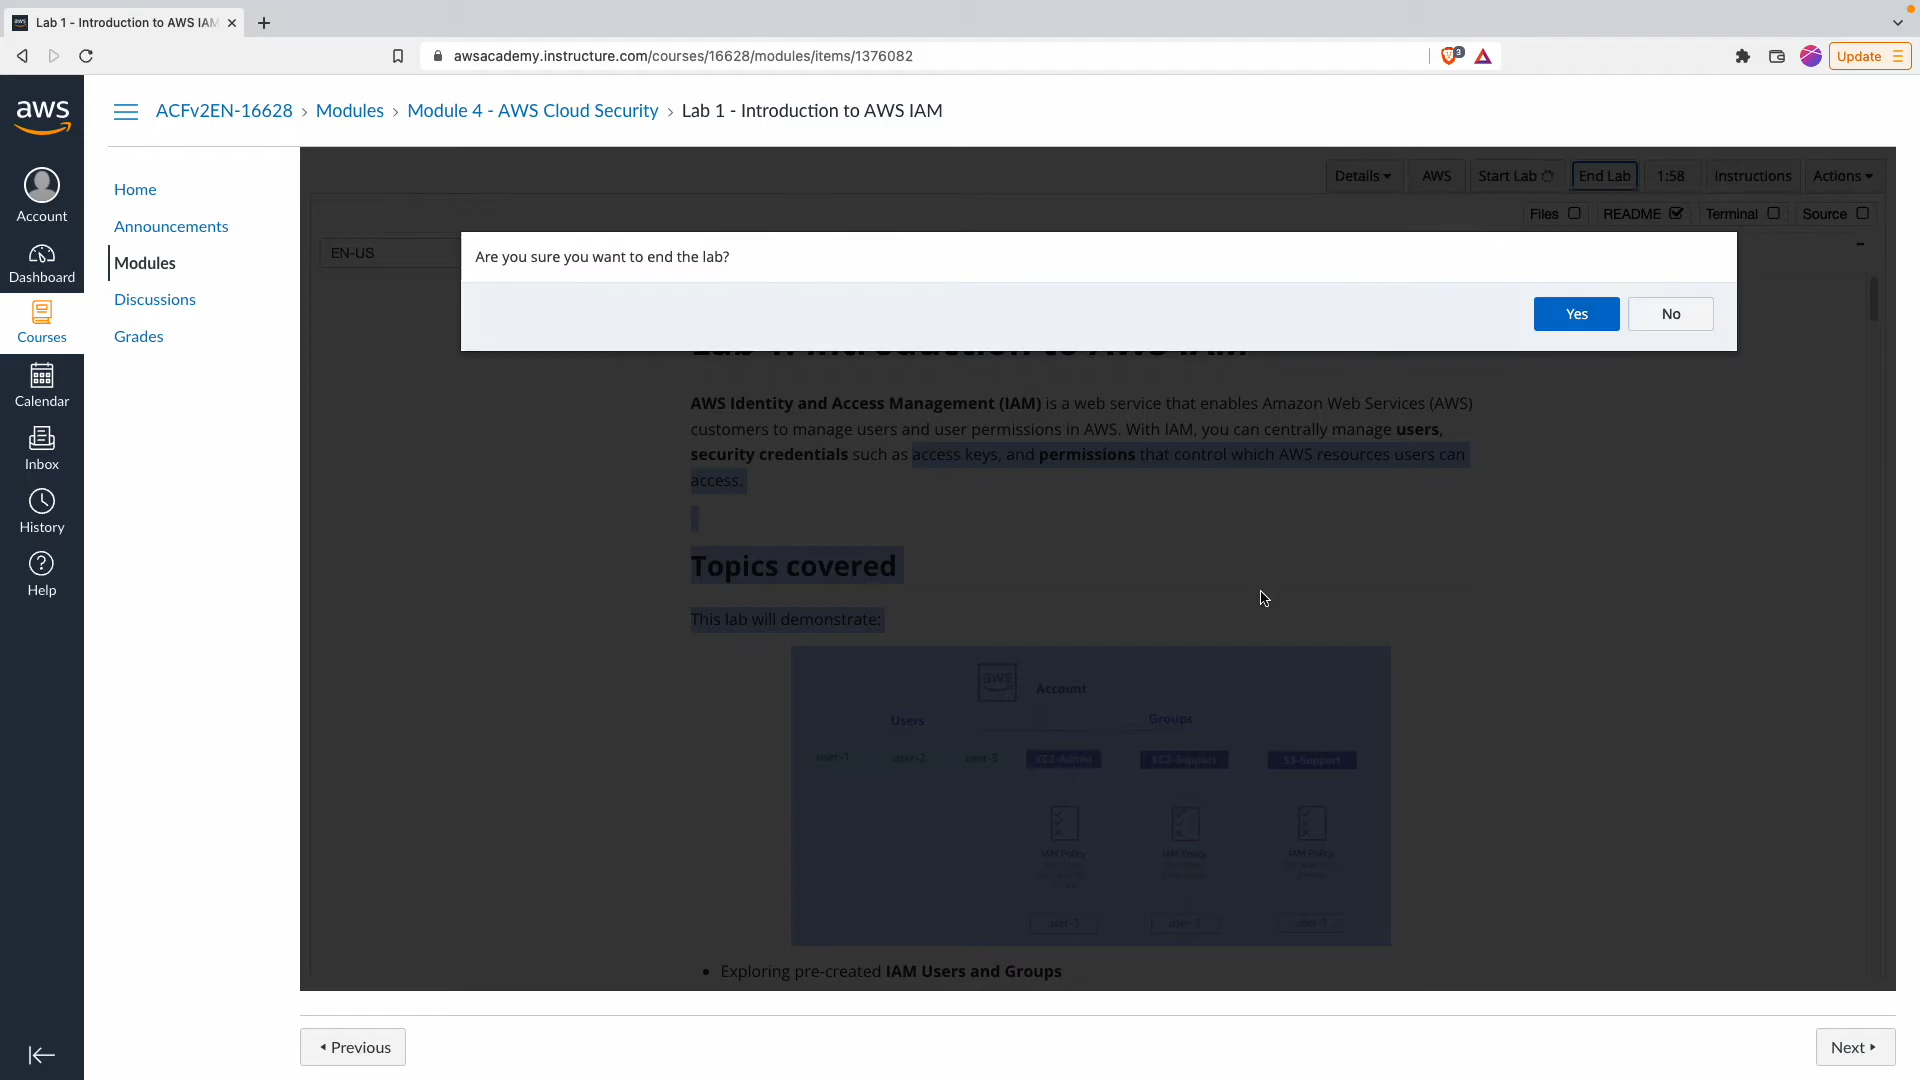 Lab 1 - Introduction to AWS IAM
awsacademy.instructure.com/courses/16628/modules/items/1376082
3
Update
aws
ACFv2EN-16628 › Modules › Module 4 - AWS Cloud Security › Lab 1 - Introduction to AWS IAM
Account
Dashboard
Courses
Calendar
Inbox
History
Help
Home
Announcements
Modules
Discussions
Grades
Details AWS Start Lab End Lab 1:58 Instructions Actions
Files README Terminal Source
EN-US
Are you sure you want to end the lab?
Yes No
AWS Identity and Access Management (IAM) is a web service that enables Amazon Web Services (AWS)
customers to manage users and user permissions in AWS. With IAM, you can centrally manage users,
security credentials such as access keys, and permissions that control which AWS resources users can
access.
Topics covered
This lab will demonstrate:
aws Account
Users Groups
user-1 user-2 user-3 EC2-Admin EC2-Support S3-Support
IAM Policy IAM Policy IAM Policy
user-3 user-2 user-1
• Exploring pre-created IAM Users and Groups
Previous Next